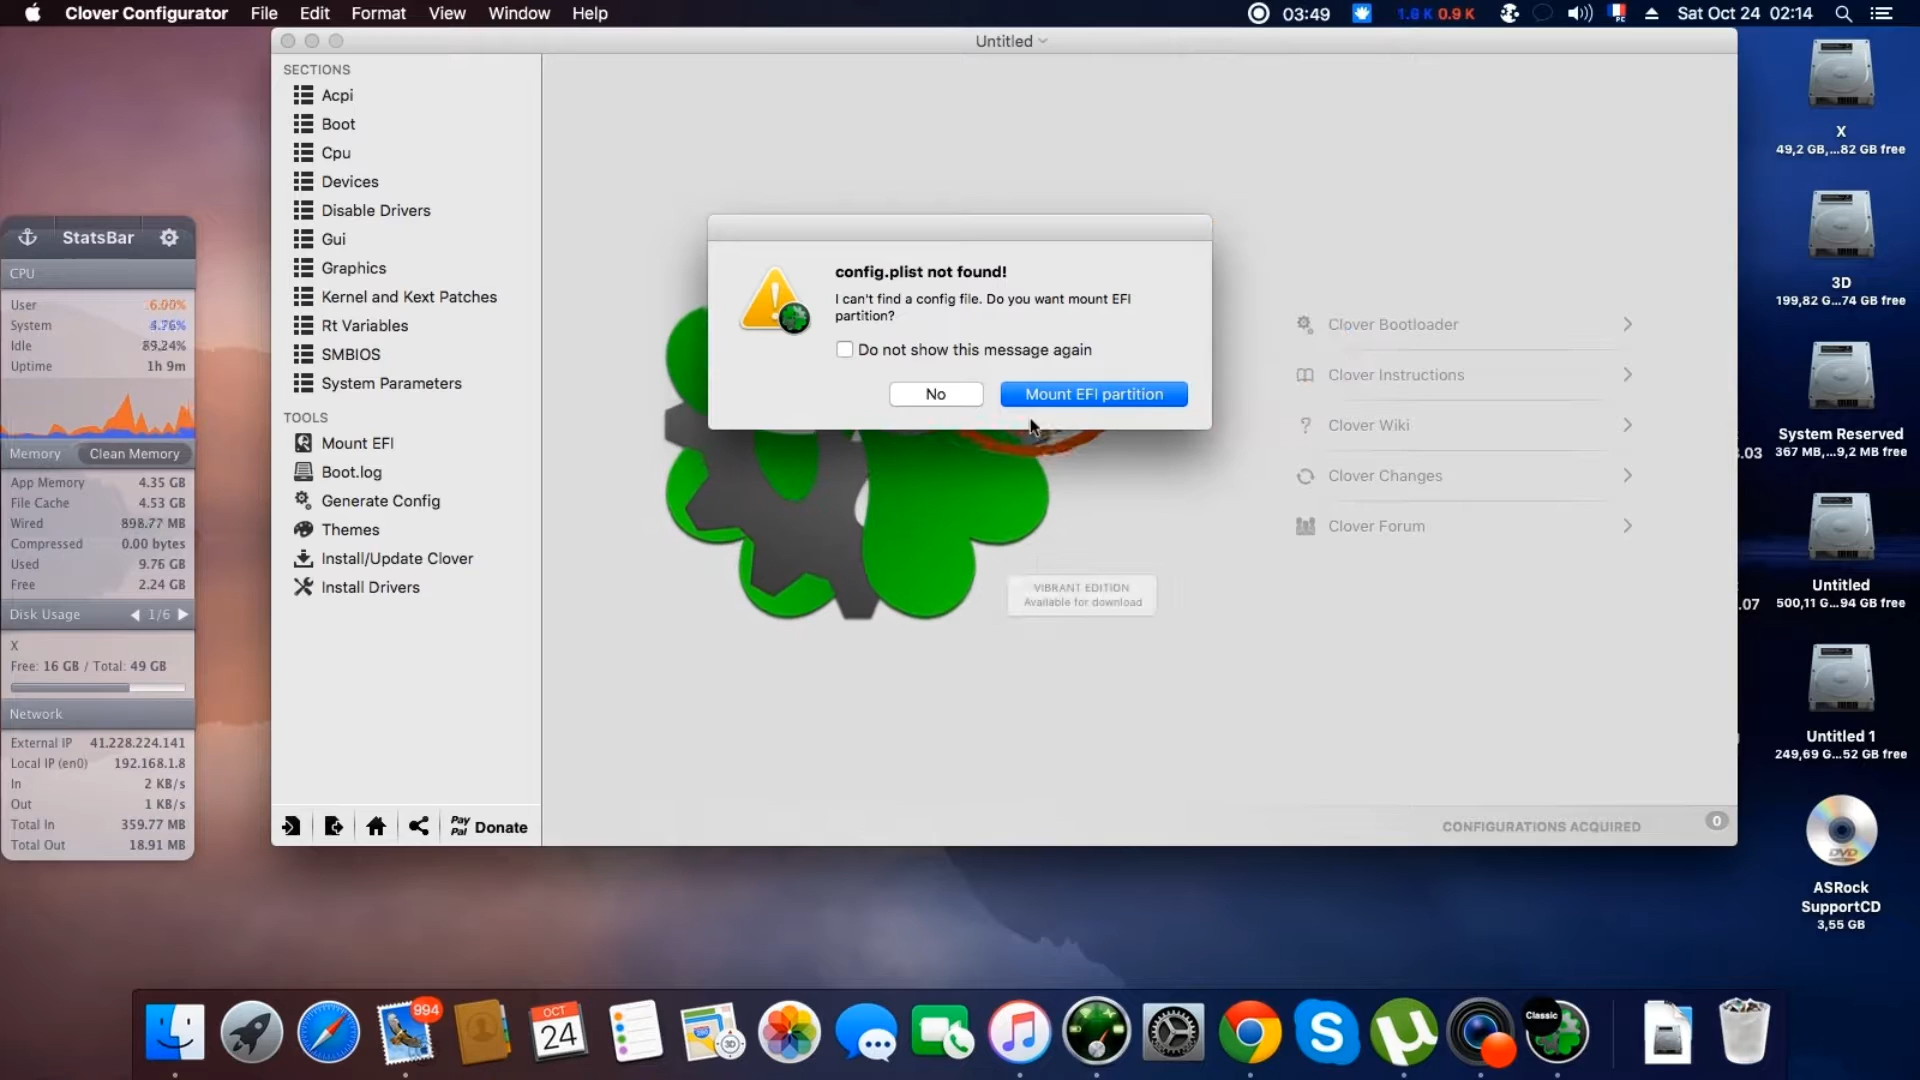 Clover Configurator File Edit Format View Window Help
03:49 1.6 K 0.9 K Sat Oct 24 02:14
Untitled
SECTIONS
Acpi
Boot
Cpu
Devices
Disable Drivers
Gui
Graphics
Kernel and Kext Patches
Rt Variables
SMBIOS
System Parameters
TOOLS
Mount EFI
Boot.log
Generate Config
Themes
Install/Update Clover
Install Drivers
Pay
Pal Donate
config.plist not found!
I can't find a config file. Do you want mount EFI
partition?
Do not show this message again
No Mount EFI partition
VIBRANT EDITION
Available for download
Clover Bootloader
Clover Instructions
? Clover Wiki
Clover Changes
Clover Forum
CONFIGURATIONS ACQUIRED 0
StatsBar
CPU
User 6.00%
System 4.76%
Idle 89.24%
Uptime 1h 9m
Memory Clean Memory
App Memory 4.35 GB
File Cache 4.53 GB
Wired 898.77 MB
Compressed 0.00 bytes
Used 9.76 GB
Free 2.24 GB
Disk Usage 1/6
X
Free: 16 GB / Total: 49 GB
Network
External IP 41.228.224.141
Local IP (en0) 192.168.1.8
In 2 KB/s
Out 1 KB/s
Total In 359.77 MB
Total Out 18.91 MB
X
49,2 GB,...82 GB free
3D
199,82 G...74 GB free
System Reserved
.03 367 MB,...9,2 MB free
Untitled
.07 500,11 G...94 GB free
Untitled 1
249,69 G...52 GB free
DVD
ASRock
SupportCD
3,55 GB
994
OCT
24
3D
S
µ
Classic